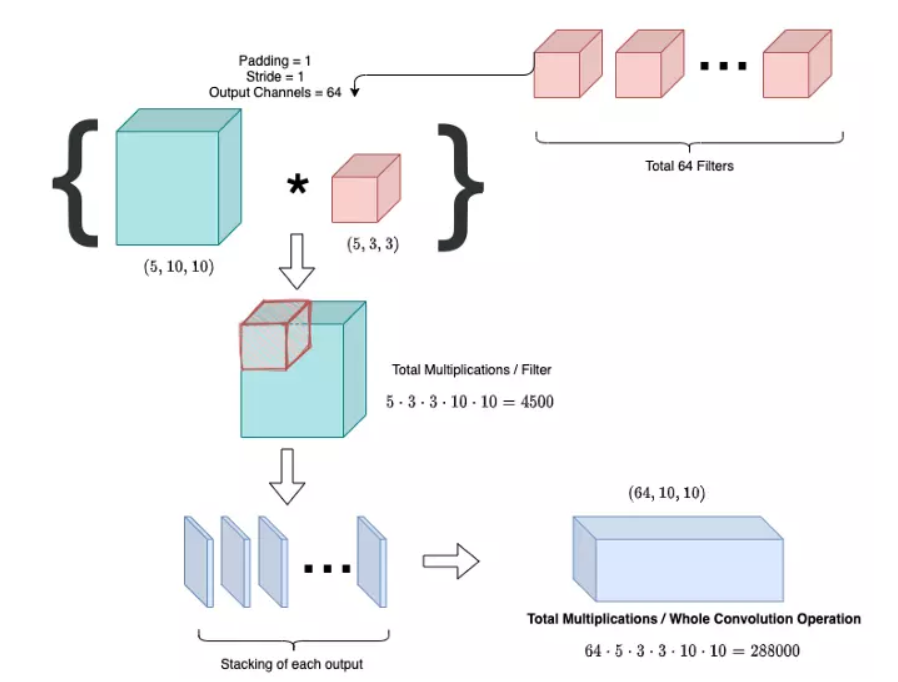 Padding = 1
Stride = 1
Output Channels = 64
Total 64 Filters
{
*
}
(5, 10, 10)
(5, 3, 3)
Total Multiplications / Filter
5 · 3 · 3 · 10 · 10 = 4500
(64, 10, 10)
Stacking of each output
Total Multiplications / Whole Convolution Operation
64 · 5 · 3 · 3 · 10 · 10 = 288000